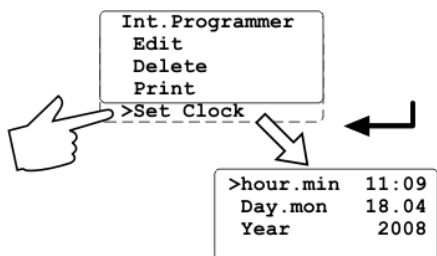 Int.Programmer
Edit
Delete
Print
>Set Clock
>hour.min 11:09
Day.mon 18.04
Year 2008